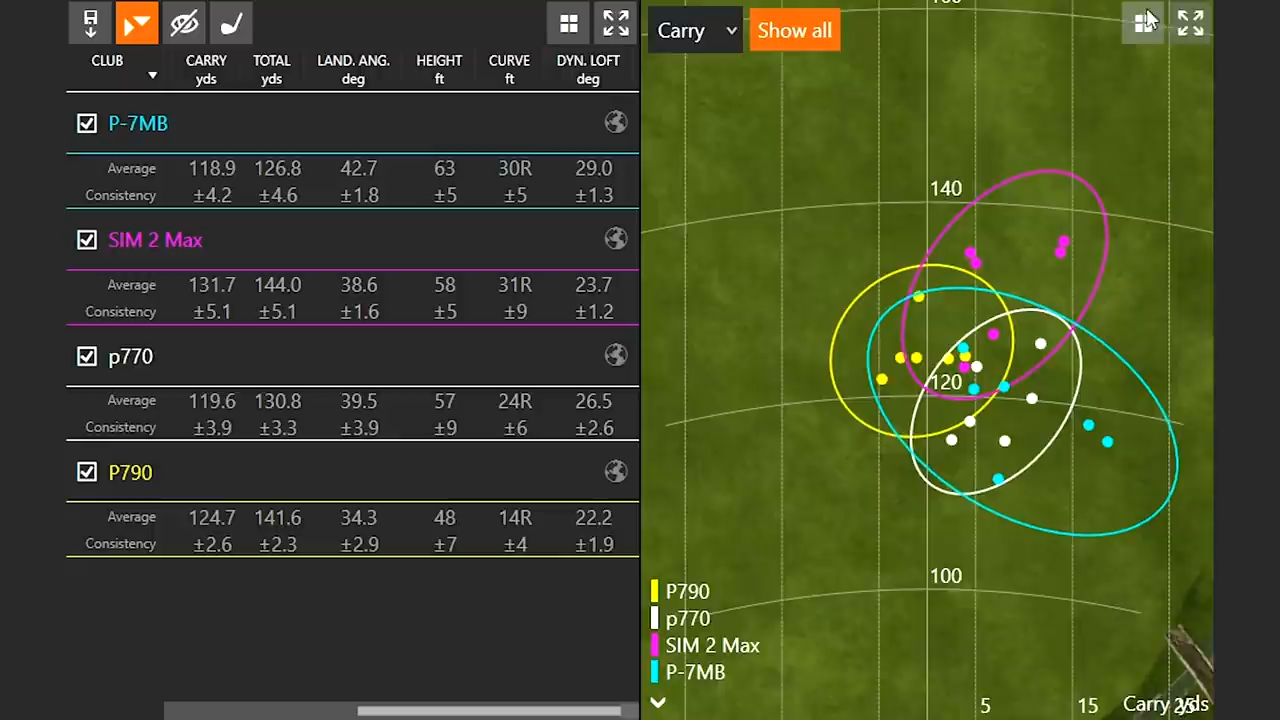 CLUB CARRY yds TOTAL yds LAND. ANG. deg HEIGHT ft CURVE ft DYN. LOFT deg
P-7MB
Average 118.9 126.8 42.7 63 30R 29.0
Consistency ±4.2 ±4.6 ±1.8 ±5 ±5 ±1.3
SIM 2 Max
Average 131.7 144.0 38.6 58 31R 23.7
Consistency ±5.1 ±5.1 ±1.6 ±5 ±9 ±1.2
p770
Average 119.6 130.8 39.5 57 24R 26.5
Consistency ±3.9 ±3.3 ±3.9 ±9 ±6 ±2.6
P790
Average 124.7 141.6 34.3 48 14R 22.2
Consistency ±2.6 ±2.3 ±2.9 ±7 ±4 ±1.9
Carry Show all
140
120
100
P790
p770
SIM 2 Max
P-7MB
5 15 25
Carry yds